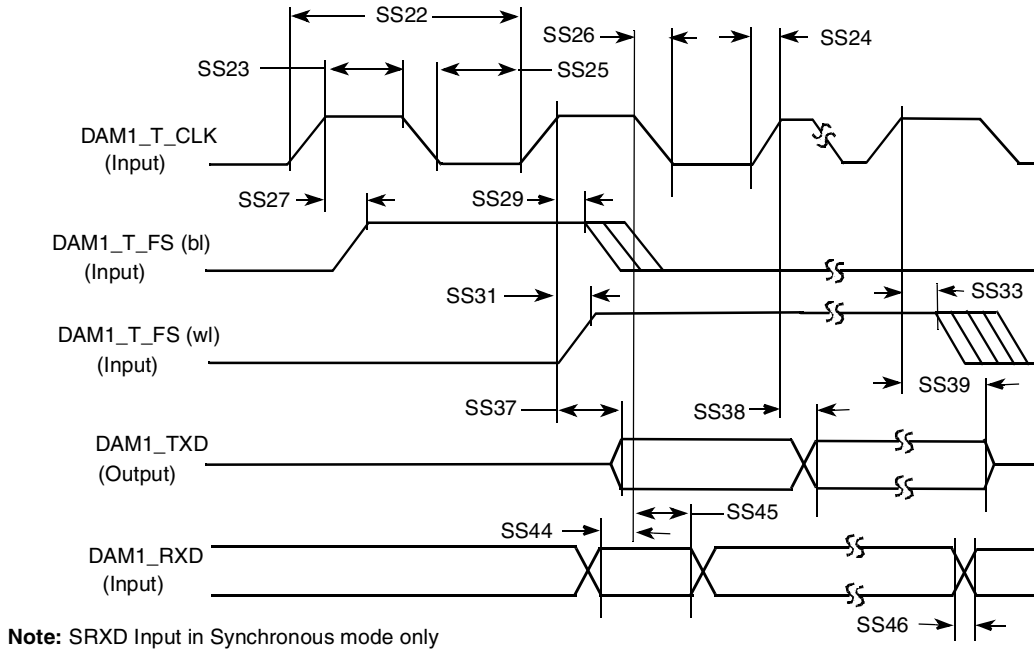 SS22
SS26
SS24
SS23
SS25
DAM1_T_CLK
(Input)
SS27
SS29
DAM1_T_FS (bl)
(Input)
SS31
SS33
DAM1_T_FS (wl)
(Input)
SS39
SS37
SS38
DAM1_TXD
(Output)
SS44
SS45
DAM1_RXD
(Input)
SS46
Note: SRXD Input in Synchronous mode only